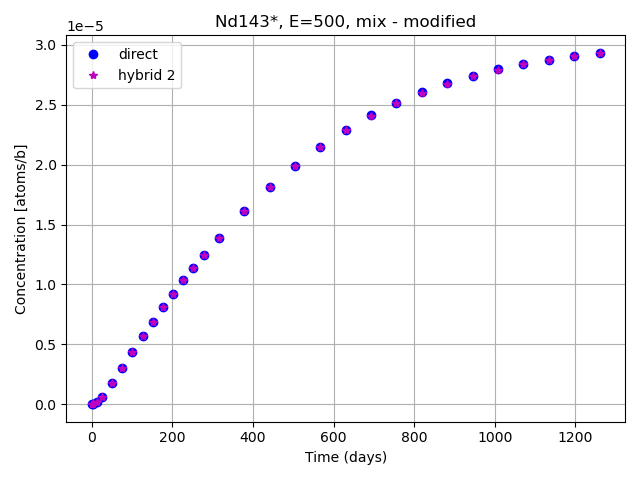 Nd143*, E=500, mix - modified
1e−5
direct
hybrid 2
3.0
2.5
2.0
1.5
1.0
0.5
0.0
Concentration [atoms/b]
0 200 400 600 800 1000 1200
Time (days)